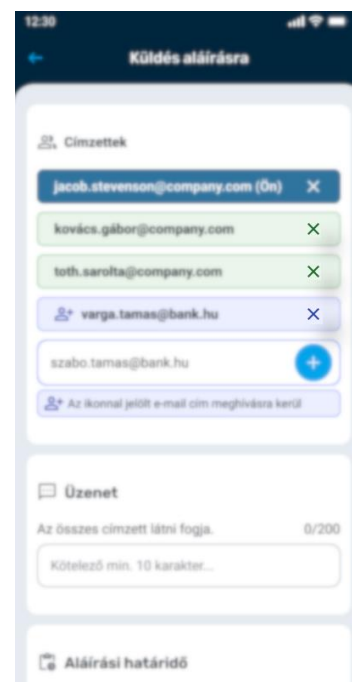 12:30
Küldés aláírásra
Címzettek
jacob.stevenson@company.com (Ön)
kovács.gábor@company.com
toth.sarolta@company.com
varga.tamas@bank.hu
szabo.tamas@bank.hu
Az ikonnal jelölt e-mail cím meghívásra kerül
Üzenet
Az összes címzett látni fogja. 0/200
Kötelező min. 10 karakter...
Aláírási határidő